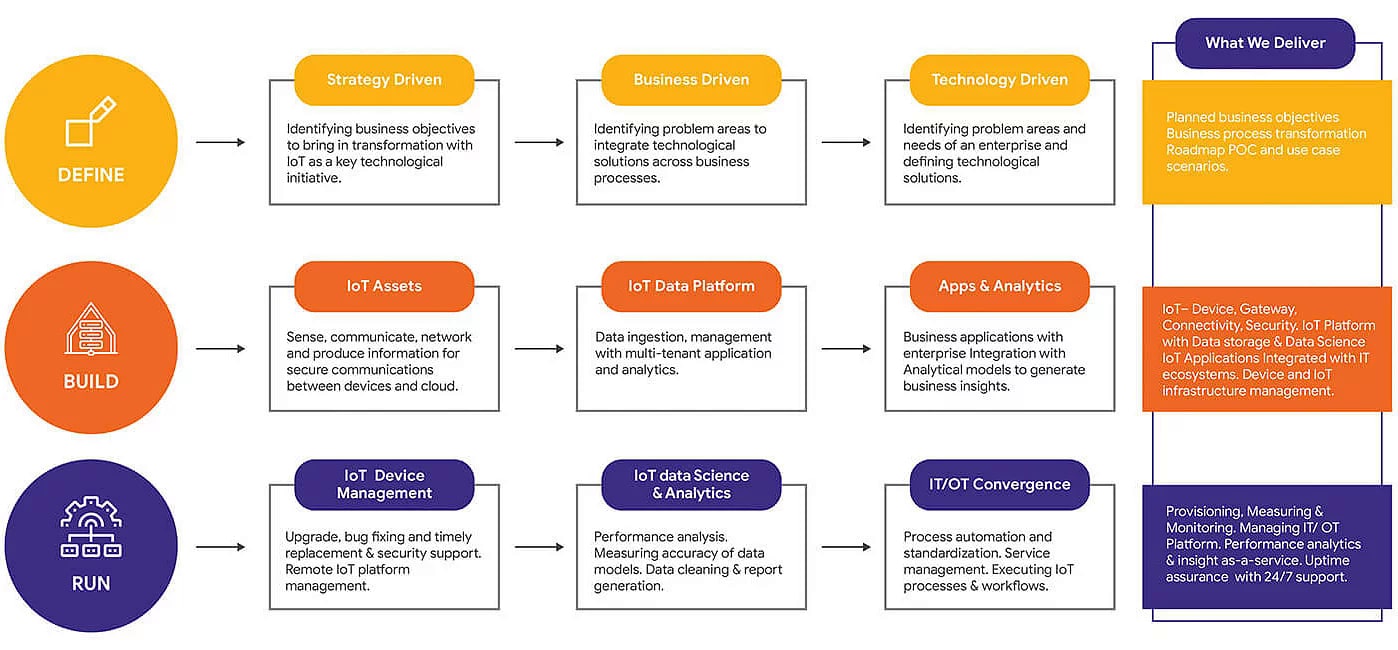 What We Deliver
DEFINE
Strategy Driven
Identifying business objectives
to bring in transformation with
IoT as a key technological
initiative.
Business Driven
Identifying problem areas to
integrate technological
solutions across business
processes.
Technology Driven
Identifying problem areas and
needs of an enterprise and
defining technological
solutions.
Planned business objectives
Business process transformation
Roadmap POC and use case
scenarios.
BUILD
IoT Assets
Sense, communicate, network
and produce information for
secure communications
between devices and cloud.
IoT Data Platform
Data ingestion, management
with multi-tenant application
and analytics.
Apps & Analytics
Business applications with
enterprise Integration with
Analytical models to generate
business insights.
IoT– Device, Gateway,
Connectivity, Security. IoT Platform
with Data storage & Data Science
IoT Applications Integrated with IT
ecosystems. Device and IoT
infrastructure management.
RUN
IoT Device
Management
Upgrade, bug fixing and timely
replacement & security support.
Remote IoT platform
management.
IoT data Science
& Analytics
Performance analysis.
Measuring accuracy of data
models. Data cleaning & report
generation.
IT/OT Convergence
Process automation and
standardization. Service
management. Executing IoT
processes & workflows.
Provisioning, Measuring &
Monitoring. Managing IT/ OT
Platform. Performance analytics
& insight as-a-service. Uptime
assurance with 24/7 support.